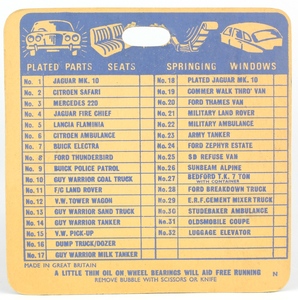 PLATED PARTS SEATS SPRINGING WINDOWS
No. 1 JAGUAR MK. 10
No. 2 CITROEN SAFARI
No. 3 MERCEDES 220
No. 4 JAGUAR FIRE CHIEF
No. 5 LANCIA FLAMINIA
No. 6 CITROEN AMBULANCE
No. 7 BUICK ELECTRA
No. 8 FORD THUNDERBIRD
No. 9 BUICK POLICE PATROL
No. 10 GUY WARRIOR COAL TRUCK
No. 11 F/C LAND ROVER
No. 12 V.W. TOWER WAGON
No. 13 GUY WARRIOR SAND TRUCK
No. 14 GUY WARRIOR TANKER
No. 15 V.W. PICK-UP
No. 16 DUMP TRUCK/DOZER
No. 17 GUY WARRIOR MILK TANKER
No. 18 PLATED JAGUAR MK. 10
No. 19 COMMER WALK THRO' VAN
No. 20 FORD THAMES VAN
No. 21 MILITARY LAND ROVER
No. 22 MILITARY AMBULANCE
No. 23 ARMY TANKER
No. 24 FORD ZEPHYR ESTATE
No. 25 SD REFUSE VAN
No. 26 SUNBEAM ALPINE
No. 27 BEDFORD T.K. 7 TON
WITH CONTAINER
No. 28 FORD BREAKDOWN TRUCK
No. 29 E.R.F. CEMENT MIXER TRUCK
No. 30 STUDEBAKER AMBULANCE
No. 31 OLDSMOBILE COUPE
No. 32 LUGGAGE ELEVATOR
MADE IN GREAT BRITAIN
A LITTLE THIN OIL ON WHEEL BEARINGS WILL AID FREE RUNNING
REMOVE BUBBLE WITH SCISSORS OR KNIFE
N